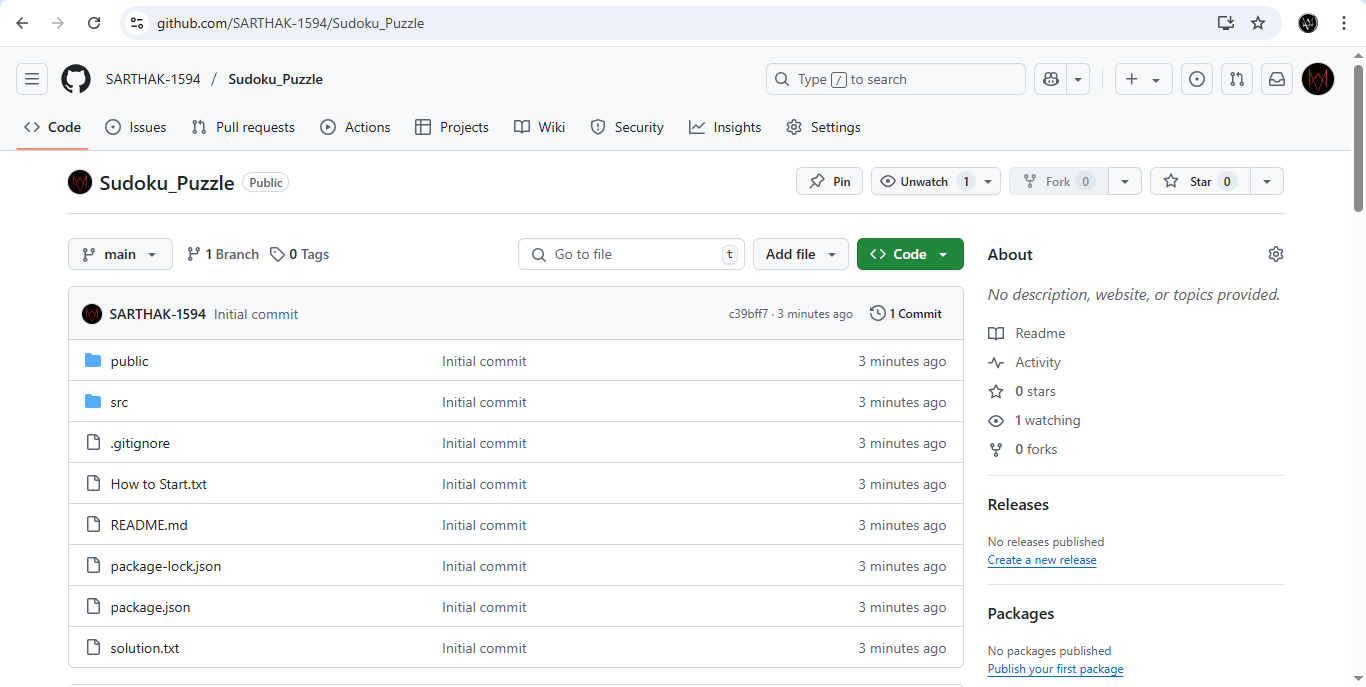 github.com/SARTHAK-1594/Sudoku_Puzzle
SARTHAK-1594 / Sudoku_Puzzle
Type / to search
Code Issues Pull requests Actions Projects Wiki Security Insights Settings
Sudoku_Puzzle Public
Pin Unwatch 1 Fork 0 Star 0
main 1 Branch 0 Tags Go to file t Add file Code
SARTHAK-1594 Initial commit c39bff7 · 3 minutes ago 1 Commit
public Initial commit 3 minutes ago
src Initial commit 3 minutes ago
.gitignore Initial commit 3 minutes ago
How to Start.txt Initial commit 3 minutes ago
README.md Initial commit 3 minutes ago
package-lock.json Initial commit 3 minutes ago
package.json Initial commit 3 minutes ago
solution.txt Initial commit 3 minutes ago
About
No description, website, or topics provided.
Readme
Activity
0 stars
1 watching
0 forks
Releases
No releases published
Create a new release
Packages
No packages published
Publish your first package